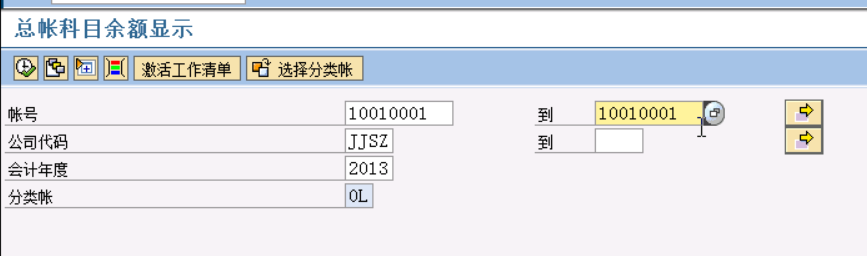 总帐科目余额显示
激活工作清单 选择分类帐
帐号 10010001 到 10010001
公司代码 JJSZ 到
会计年度 2013
分类帐 0L